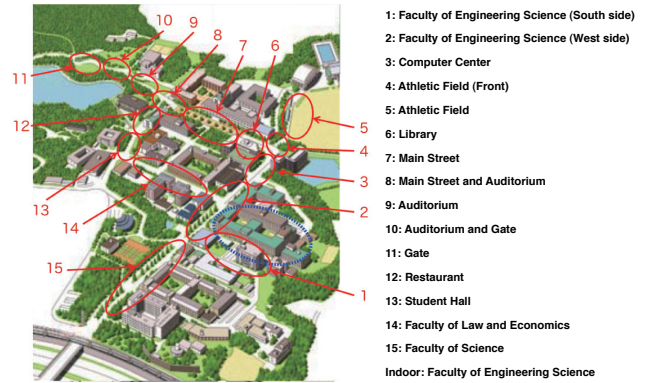 10
9
8
7
6
11
12
5
4
3
13
14
2
15
1
1: Faculty of Engineering Science (South side)
2: Faculty of Engineering Science (West side)
3: Computer Center
4: Athletic Field (Front)
5: Athletic Field
6: Library
7: Main Street
8: Main Street and Auditorium
9: Auditorium
10: Auditorium and Gate
11: Gate
12: Restaurant
13: Student Hall
14: Faculty of Law and Economics
15: Faculty of Science
Indoor: Faculty of Engineering Science